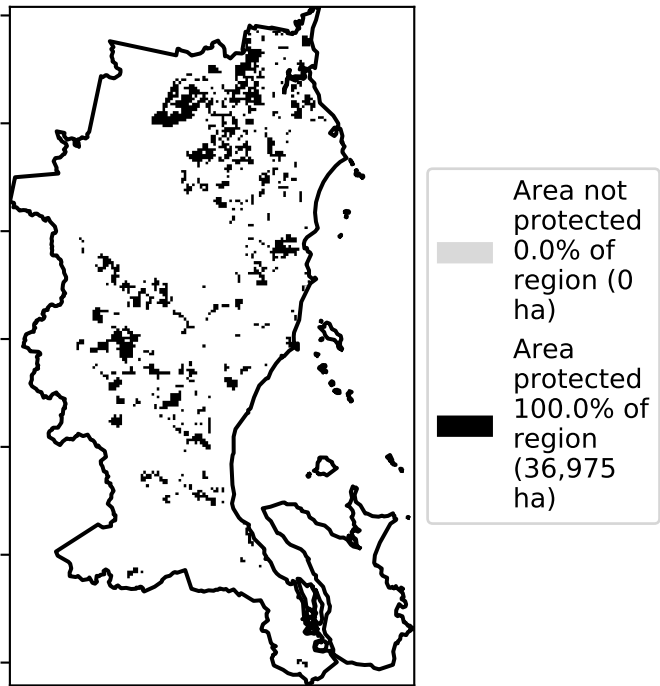 Area not
protected
0.0% of
region (0
ha)
Area
protected
100.0% of
region
(36,975
ha)